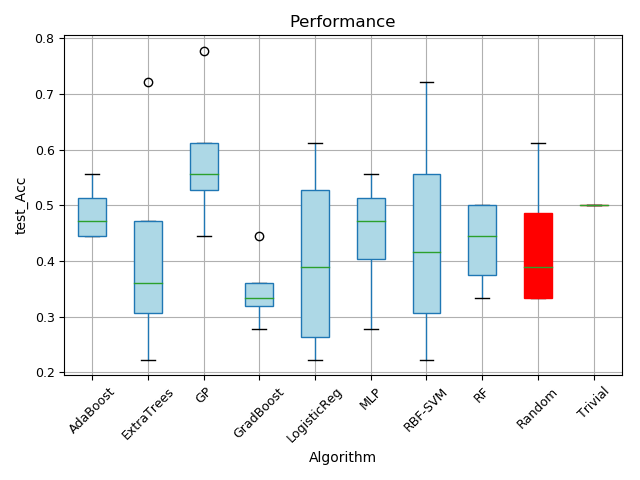 Performance
0.8
0.7
0.6
0.5
0.4
0.3
0.2
test_Acc
AdaBoost
ExtraTrees
GP
GradBoost
LogisticReg
MLP
RBF-SVM
RF
Random
Trivial
Algorithm